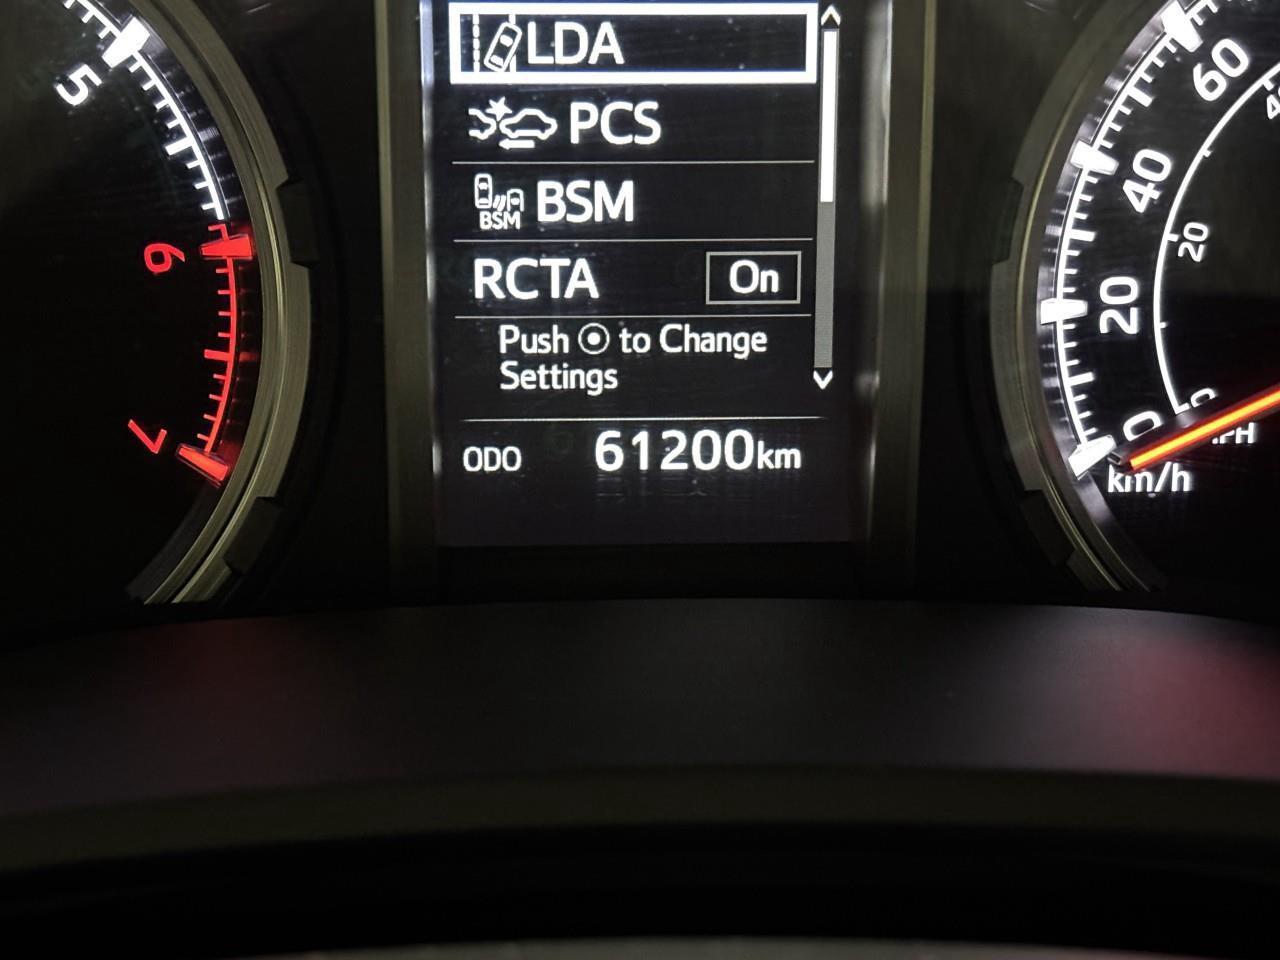 LDA
PCS
BSM
BSM
RCTA On
Push to Change
Settings
ODO 61200km
5
6
7
60
40
20
0
40
20
0
km/h